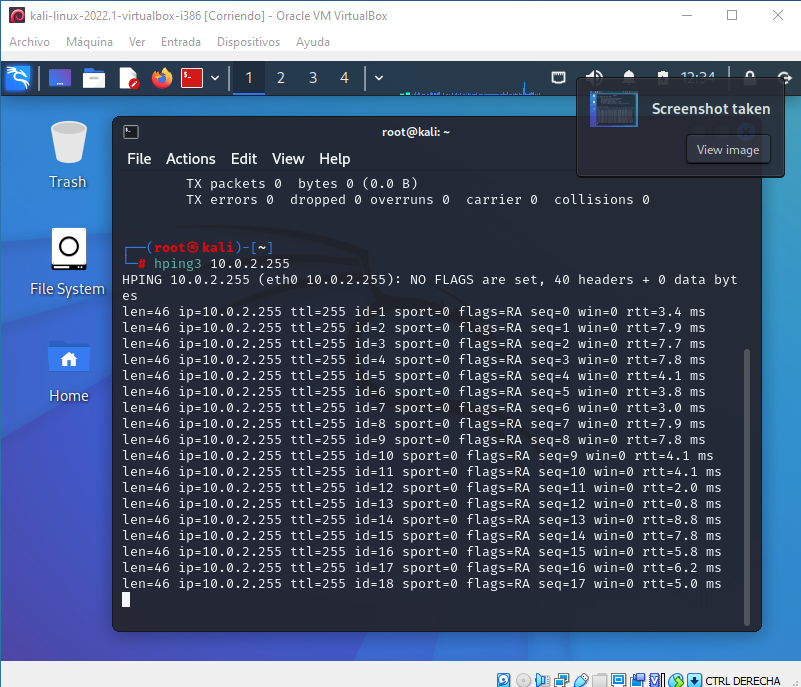 kali-linux-2022.1-virtualbox-i386 [Corriendo] - Oracle VM VirtualBox
Archivo Máquina Ver Entrada Dispositivos Ayuda
1 2 3 4 12:34
Screenshot taken
View image
Trash
File System
Home
root@kali: ~
File Actions Edit View Help
TX packets 0 bytes 0 (0.0 B)
TX errors 0 dropped 0 overruns 0 carrier 0 collisions 0
(root㉿kali)-[~]
# hping3 10.0.2.255
HPING 10.0.2.255 (eth0 10.0.2.255): NO FLAGS are set, 40 headers + 0 data byt
es
len=46 ip=10.0.2.255 ttl=255 id=1 sport=0 flags=RA seq=0 win=0 rtt=3.4 ms
len=46 ip=10.0.2.255 ttl=255 id=2 sport=0 flags=RA seq=1 win=0 rtt=7.9 ms
len=46 ip=10.0.2.255 ttl=255 id=3 sport=0 flags=RA seq=2 win=0 rtt=7.7 ms
len=46 ip=10.0.2.255 ttl=255 id=4 sport=0 flags=RA seq=3 win=0 rtt=7.8 ms
len=46 ip=10.0.2.255 ttl=255 id=5 sport=0 flags=RA seq=4 win=0 rtt=4.1 ms
len=46 ip=10.0.2.255 ttl=255 id=6 sport=0 flags=RA seq=5 win=0 rtt=3.8 ms
len=46 ip=10.0.2.255 ttl=255 id=7 sport=0 flags=RA seq=6 win=0 rtt=3.0 ms
len=46 ip=10.0.2.255 ttl=255 id=8 sport=0 flags=RA seq=7 win=0 rtt=7.9 ms
len=46 ip=10.0.2.255 ttl=255 id=9 sport=0 flags=RA seq=8 win=0 rtt=7.8 ms
len=46 ip=10.0.2.255 ttl=255 id=10 sport=0 flags=RA seq=9 win=0 rtt=4.1 ms
len=46 ip=10.0.2.255 ttl=255 id=11 sport=0 flags=RA seq=10 win=0 rtt=4.1 ms
len=46 ip=10.0.2.255 ttl=255 id=12 sport=0 flags=RA seq=11 win=0 rtt=2.0 ms
len=46 ip=10.0.2.255 ttl=255 id=13 sport=0 flags=RA seq=12 win=0 rtt=0.8 ms
len=46 ip=10.0.2.255 ttl=255 id=14 sport=0 flags=RA seq=13 win=0 rtt=8.8 ms
len=46 ip=10.0.2.255 ttl=255 id=15 sport=0 flags=RA seq=14 win=0 rtt=7.8 ms
len=46 ip=10.0.2.255 ttl=255 id=16 sport=0 flags=RA seq=15 win=0 rtt=5.8 ms
len=46 ip=10.0.2.255 ttl=255 id=17 sport=0 flags=RA seq=16 win=0 rtt=6.2 ms
len=46 ip=10.0.2.255 ttl=255 id=18 sport=0 flags=RA seq=17 win=0 rtt=5.0 ms
CTRL DERECHA